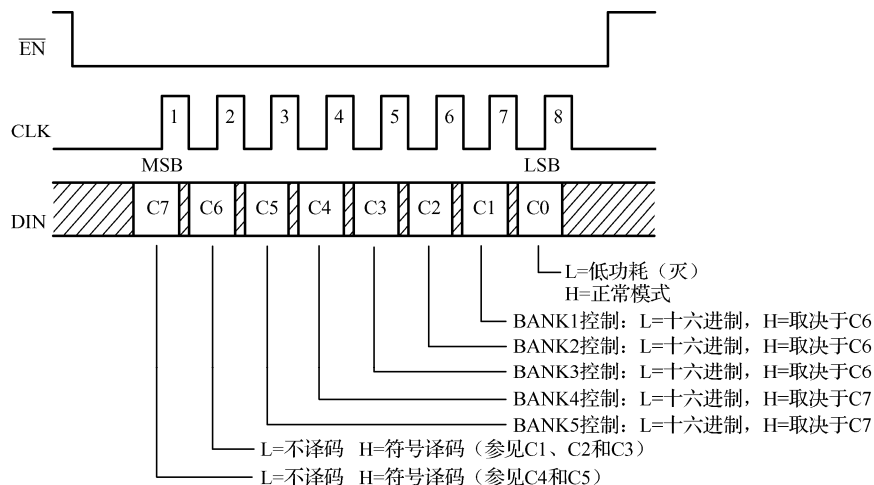 EN
CLK
1 2 3 4 5 6 7 8
MSB LSB
DIN
C7 C6 C5 C4 C3 C2 C1 C0
L=低功耗（灭）
H=正常模式
BANK1控制：L=十六进制，H=取决于C6
BANK2控制：L=十六进制，H=取决于C6
BANK3控制：L=十六进制，H=取决于C6
BANK4控制：L=十六进制，H=取决于C7
BANK5控制：L=十六进制，H=取决于C7
L=不译码 H=符号译码（参见C1、C2和C3）
L=不译码 H=符号译码（参见C4和C5）